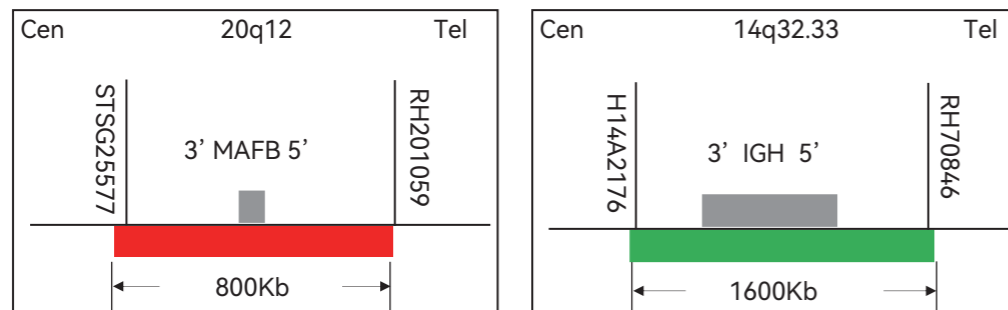 Cen 20q12 Tel
STSG25577
3’ MAFB 5’
RH201059
800Kb
Cen 14q32.33 Tel
H14A2176
3’ IGH 5’
RH70846
1600Kb